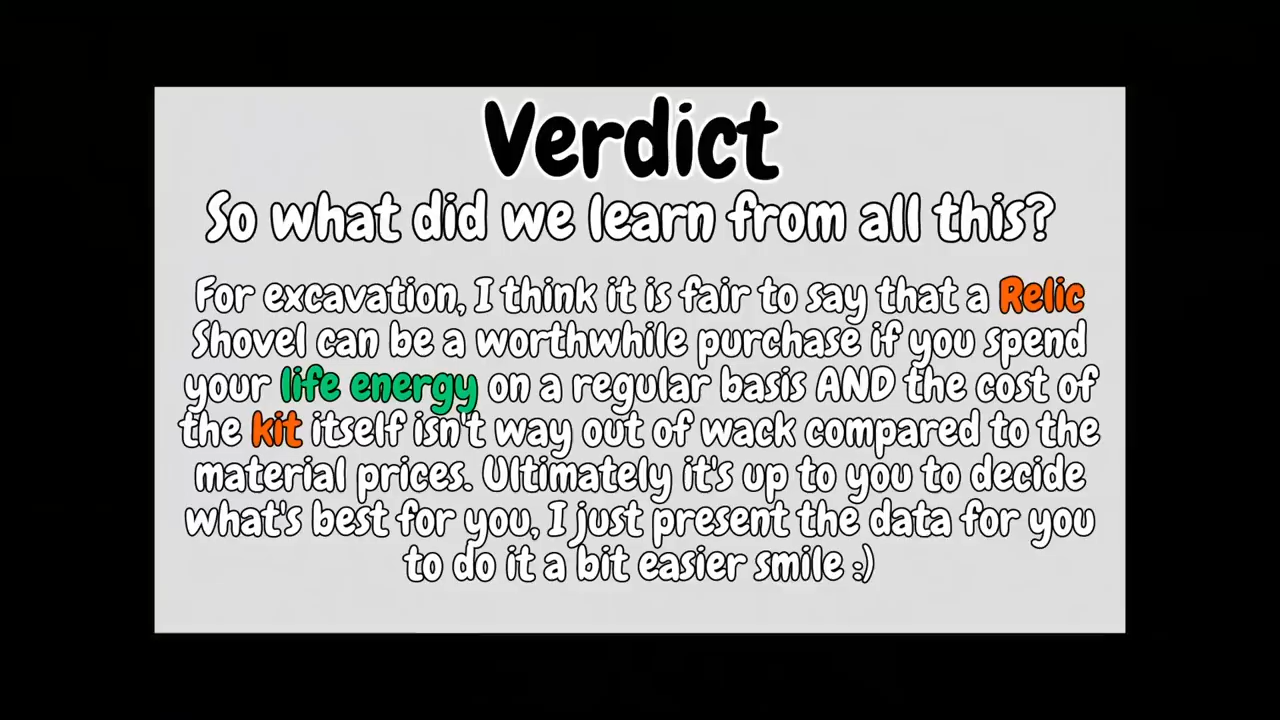 Verdict
So what did we learn from all this?
For excavation, I think it is fair to say that a Relic
Shovel can be a worthwhile purchase if you spend
your life energy on a regular basis AND the cost of
the kit itself isn't way out of wack compared to the
material prices. Ultimately it's up to you to decide
what's best for you, I just present the data for you
to do it a bit easier smile :)